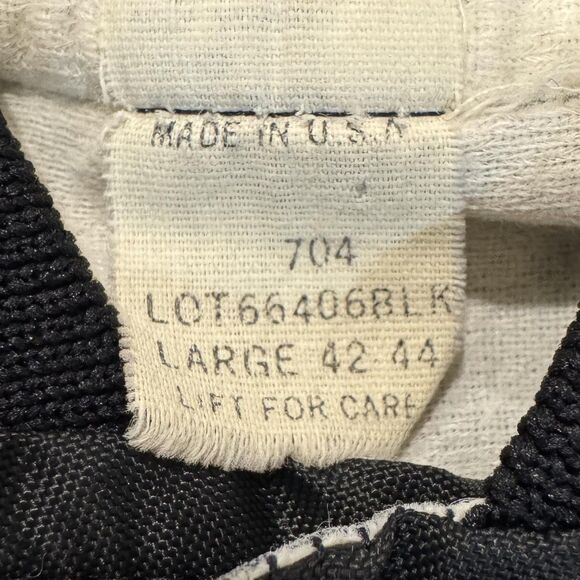 MADE IN U.S.A
704
LOT66406BLK
LARGE 42 44
LIFT FOR CARE